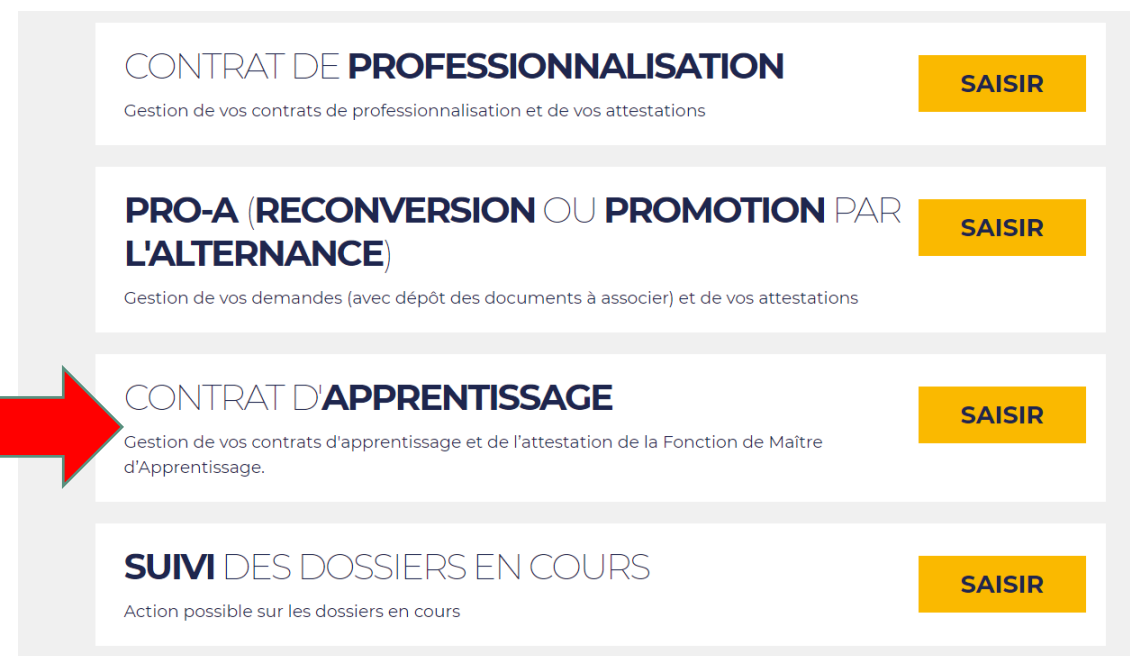 CONTRAT DE PROFESSIONNALISATION
SAISIR
Gestion de vos contrats de professionnalisation et de vos attestations
PRO-A (RECONVERSION OU PROMOTION PAR
L'ALTERNANCE)
SAISIR
Gestion de vos demandes (avec dépôt des documents à associer) et de vos attestations
CONTRAT D'APPRENTISSAGE
SAISIR
Gestion de vos contrats d'apprentissage et de l’attestation de la Fonction de Maître
d’Apprentissage.
SUIVI DES DOSSIERS EN COURS
SAISIR
Action possible sur les dossiers en cours